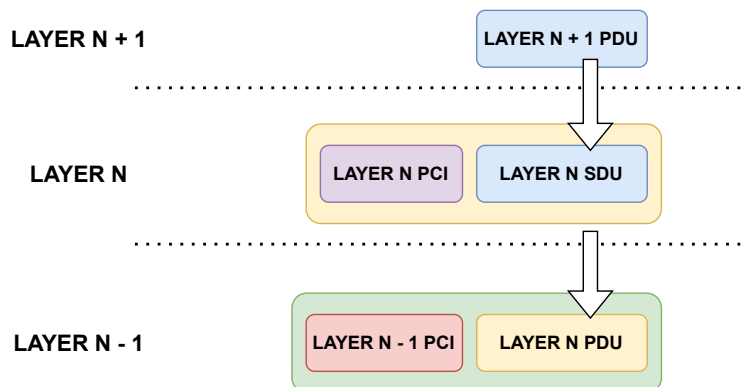 LAYER N + 1
LAYER N + 1 PDU
LAYER N
LAYER N PCI
LAYER N SDU
LAYER N - 1
LAYER N - 1 PCI
LAYER N PDU